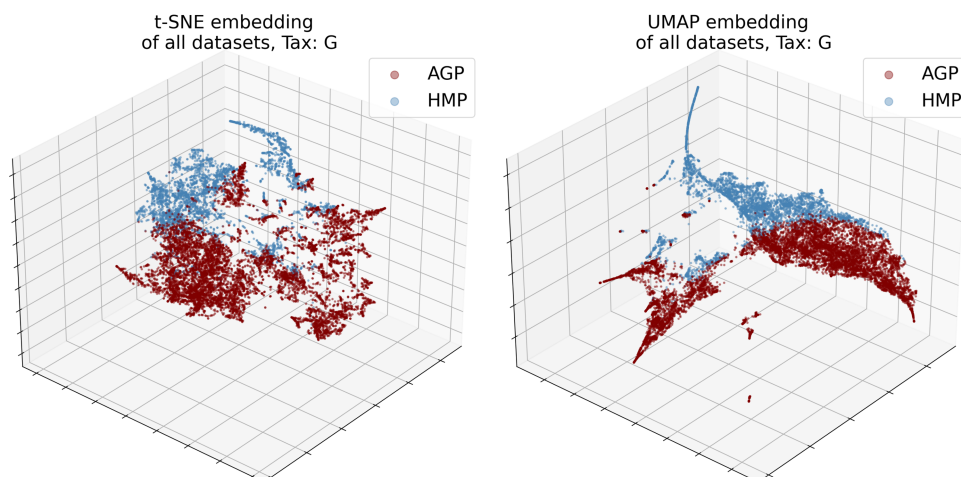 t-SNE embedding
of all datasets, Tax: G
AGP
HMP
UMAP embedding
of all datasets, Tax: G
AGP
HMP